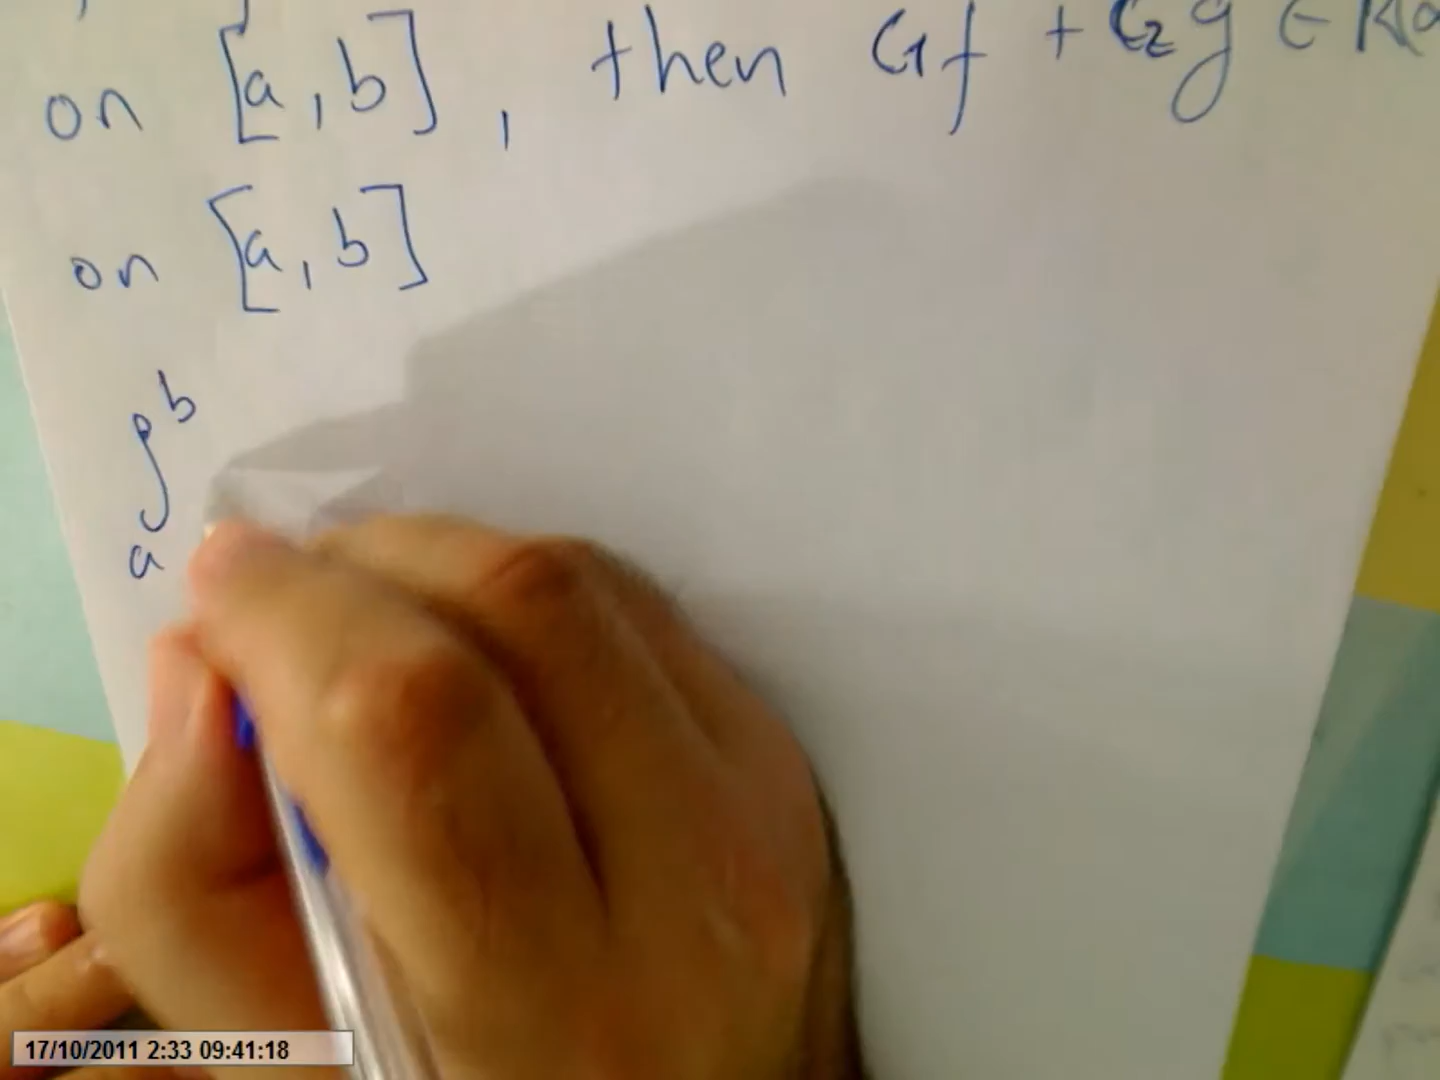 on [a, b], then c₁f + c₂g ∈ R(α
on [a, b]
∫ₐᵇ
17/10/2011 2:33 09:41:18